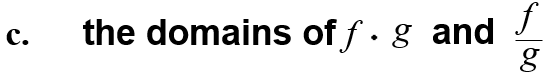 c. the domains of f · g and f/g